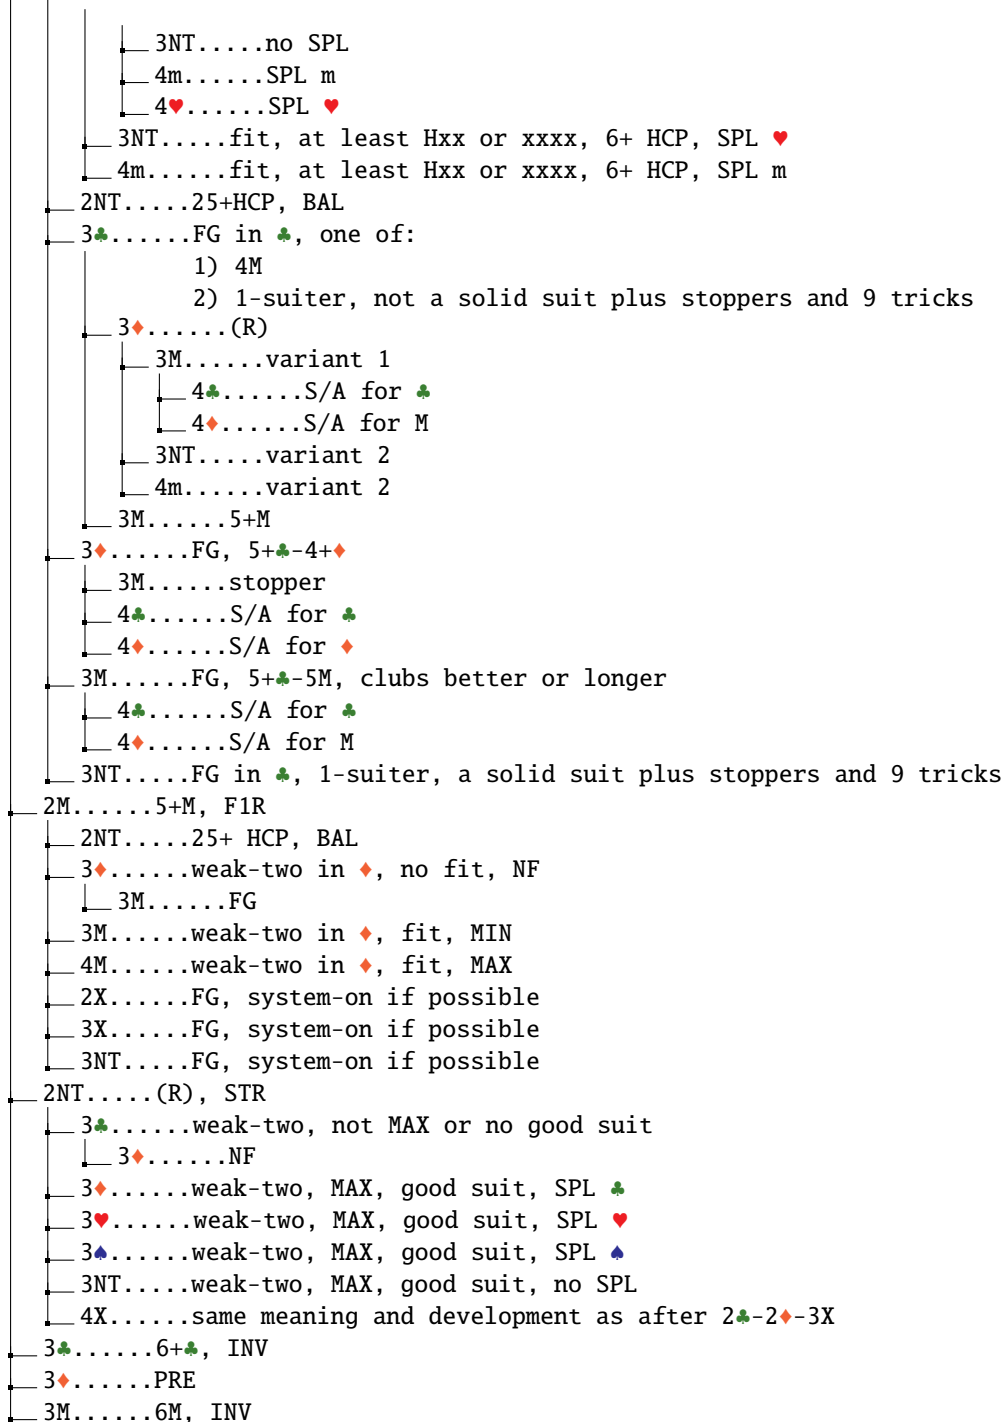 3NT.....no SPL
4m......SPL m
4♥......SPL ♥
3NT.....fit, at least Hxx or xxxx, 6+ HCP, SPL ♥
4m......fit, at least Hxx or xxxx, 6+ HCP, SPL m
2NT.....25+HCP, BAL
3♣......FG in ♣, one of:
1) 4M
2) 1-suiter, not a solid suit plus stoppers and 9 tricks
3♦......(R)
3M......variant 1
4♣......S/A for ♣
4♦......S/A for M
3NT.....variant 2
4m......variant 2
3M......5+M
3♦......FG, 5+♣-4+♦
3M......stopper
4♣......S/A for ♣
4♦......S/A for ♦
3M......FG, 5+♣-5M, clubs better or longer
4♣......S/A for ♣
4♦......S/A for M
3NT.....FG in ♣, 1-suiter, a solid suit plus stoppers and 9 tricks
2M......5+M, F1R
2NT.....25+ HCP, BAL
3♦......weak-two in ♦, no fit, NF
3M......FG
3M......weak-two in ♦, fit, MIN
4M......weak-two in ♦, fit, MAX
2X......FG, system-on if possible
3X......FG, system-on if possible
3NT.....FG, system-on if possible
2NT.....(R), STR
3♣......weak-two, not MAX or no good suit
3♦......NF
3♦......weak-two, MAX, good suit, SPL ♣
3♥......weak-two, MAX, good suit, SPL ♥
3♠......weak-two, MAX, good suit, SPL ♠
3NT.....weak-two, MAX, good suit, no SPL
4X......same meaning and development as after 2♣-2♦-3X
3♣......6+♣, INV
3♦......PRE
3M......6M, INV